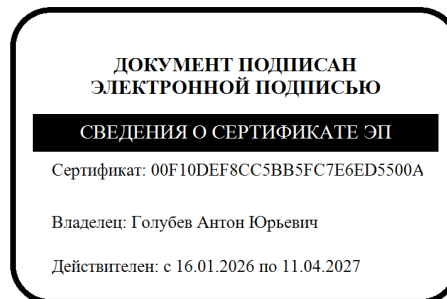 ДОКУМЕНТ ПОДПИСАН
ЭЛЕКТРОННОЙ ПОДПИСЬЮ
СВЕДЕНИЯ О СЕРТИФИКАТЕ ЭП
Сертификат: 00F10DEF8CC5BB5FC7E6ED5500A
Владелец: Голубев Антон Юрьевич
Действителен: с 16.01.2026 по 11.04.2027